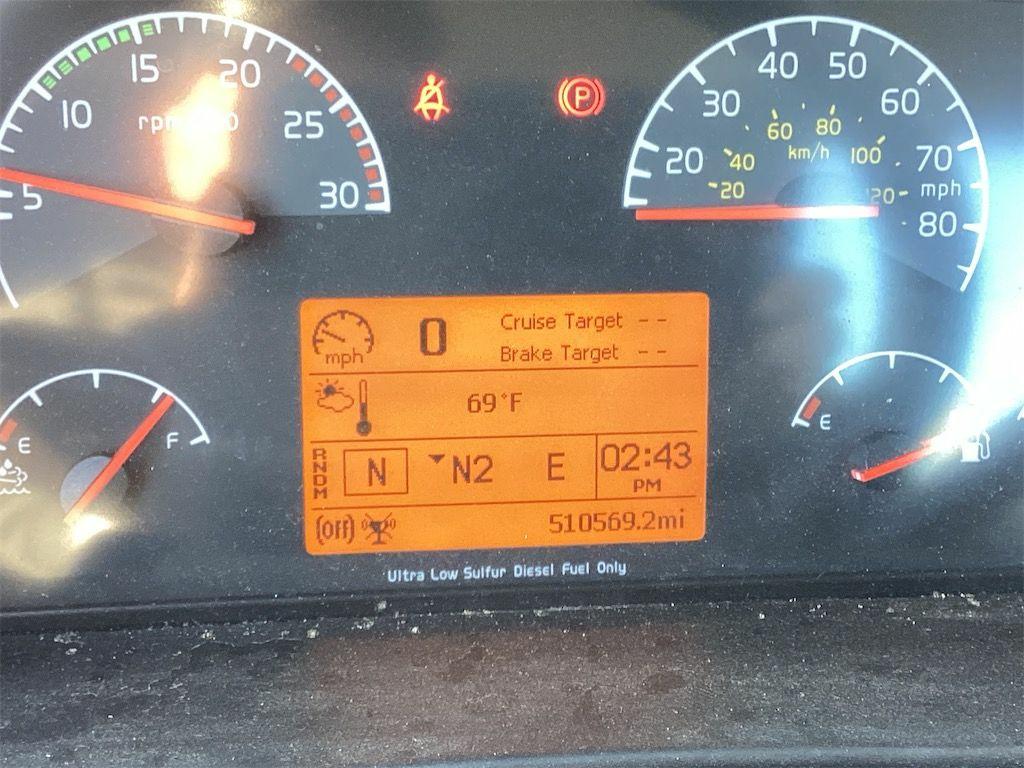 15 20
10 25
rpm
5 30
40 50
30 60
20 70
mph
80
60 80
40 km/h 100
20 120
P
mph 0 Cruise Target --
Brake Target --
69°F
RNDM N N2 E 02:43
PM
(Off) 510569.2mi
E F
E
Ultra Low Sulfur Diesel Fuel Only